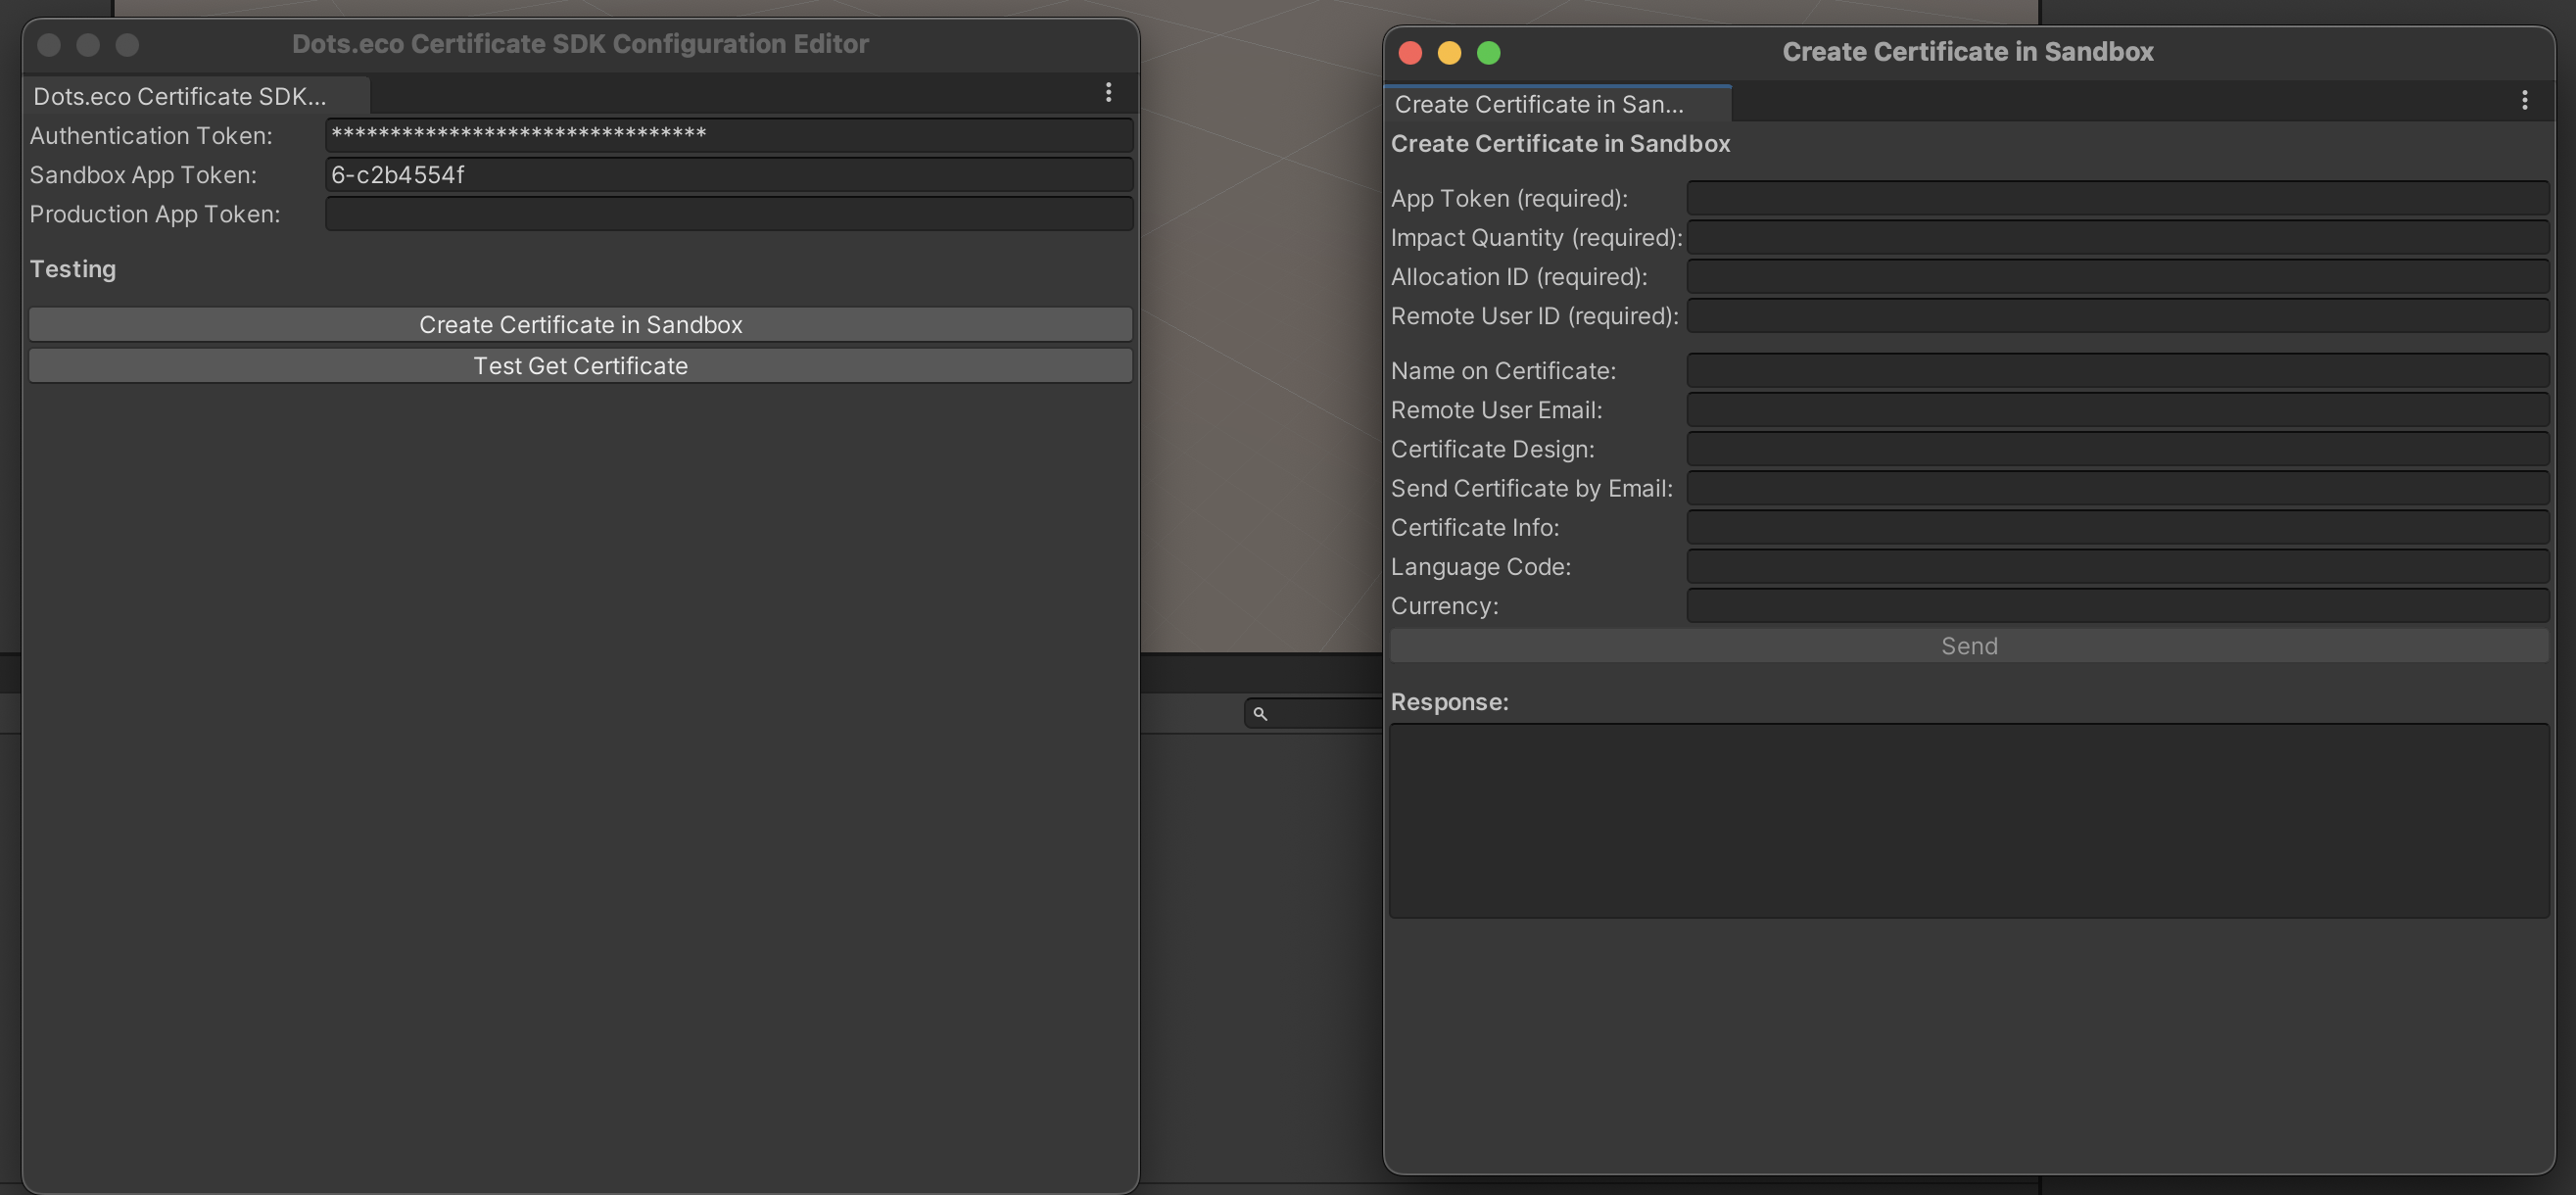 Dots.eco Certificate SDK Configuration Editor
Dots.eco Certificate SDK...
Authentication Token: ********************************
Sandbox App Token: 6-c2b4554f
Production App Token:
Testing
Create Certificate in Sandbox
Test Get Certificate
Create Certificate in Sandbox
Create Certificate in San...
Create Certificate in Sandbox
App Token (required):
Impact Quantity (required):
Allocation ID (required):
Remote User ID (required):
Name on Certificate:
Remote User Email:
Certificate Design:
Send Certificate by Email:
Certificate Info:
Language Code:
Currency:
Send
Response: